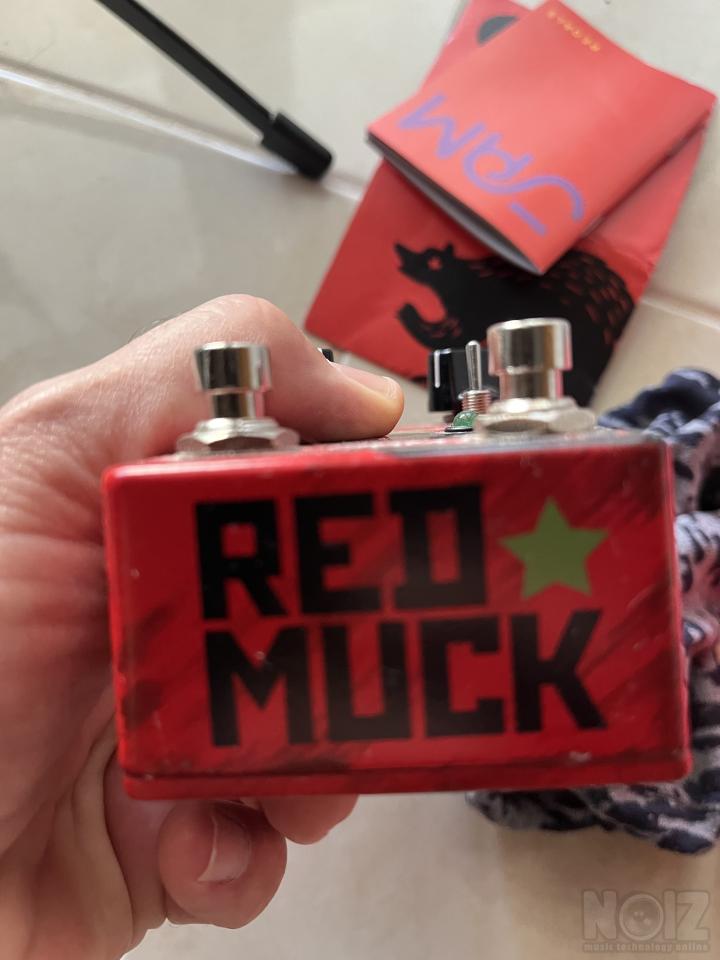 JAM
RED
MUCK
NOIZ
music technology online